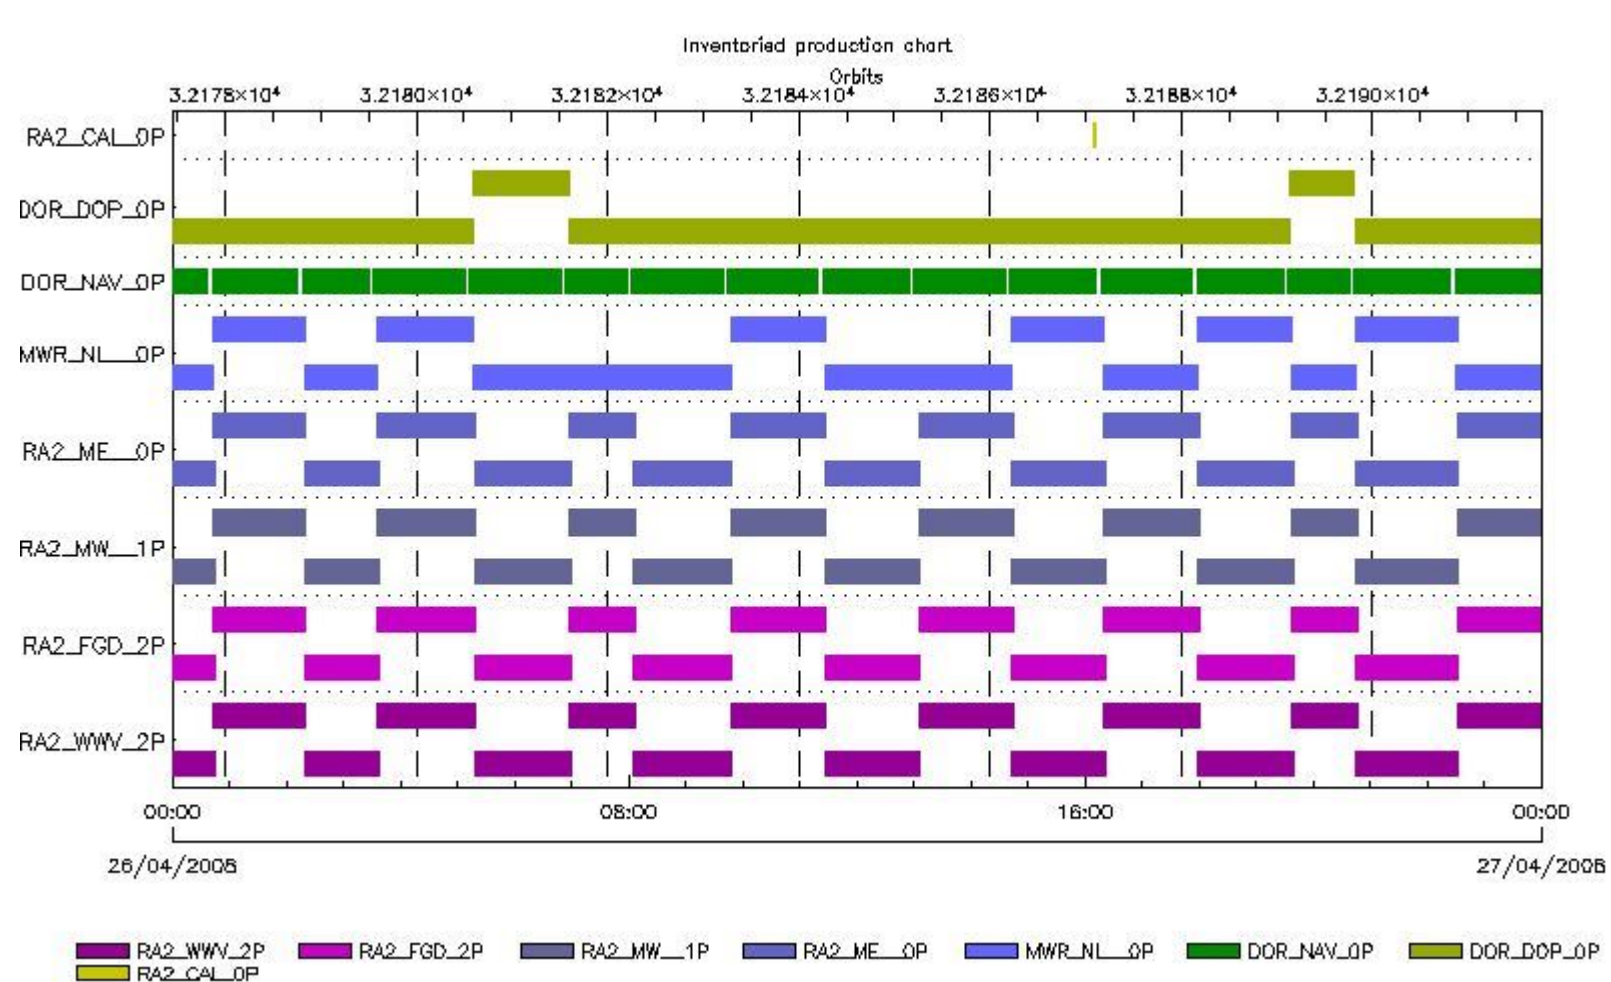 Inventoried production chart
Orbits
3.2178×10⁴ 3.2180×10⁴ 3.2182×10⁴ 3.2184×10⁴ 3.2186×10⁴ 3.2188×10⁴ 3.2190×10⁴
RA2_CAL_0P
DOR_DOP_0P
DOR_NAV_0P
MWR_NL__0P
RA2_ME__0P
RA2_MW__1P
RA2_FGD_2P
RA2_WWV_2P
00:00 08:00 16:00 00:00
26/04/2008 27/04/2008
RA2_WWV_2P RA2_FGD_2P RA2_MW__1P RA2_ME__0P MWR_NL__0P DOR_NAV_0P DOR_DOP_0P
RA2_CAL_0P